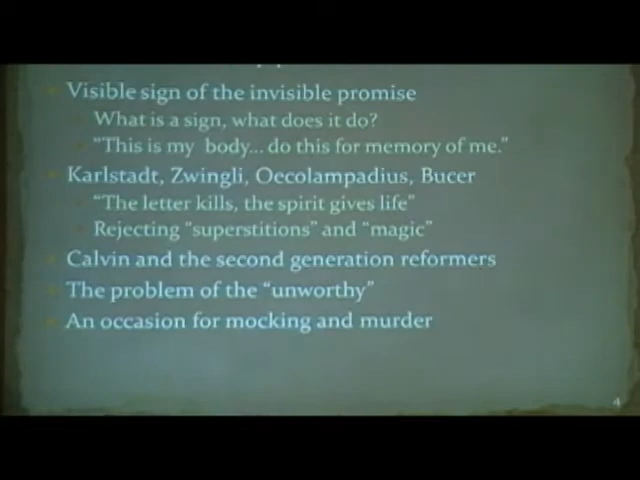 Visible sign of the invisible promise
What is a sign, what does it do?
"This is my body... do this for memory of me."
Karlstadt, Zwingli, Oecolampadius, Bucer
"The letter kills, the spirit gives life"
Rejecting "superstitions" and "magic"
Calvin and the second generation reformers
The problem of the "unworthy"
An occasion for mocking and murder
4